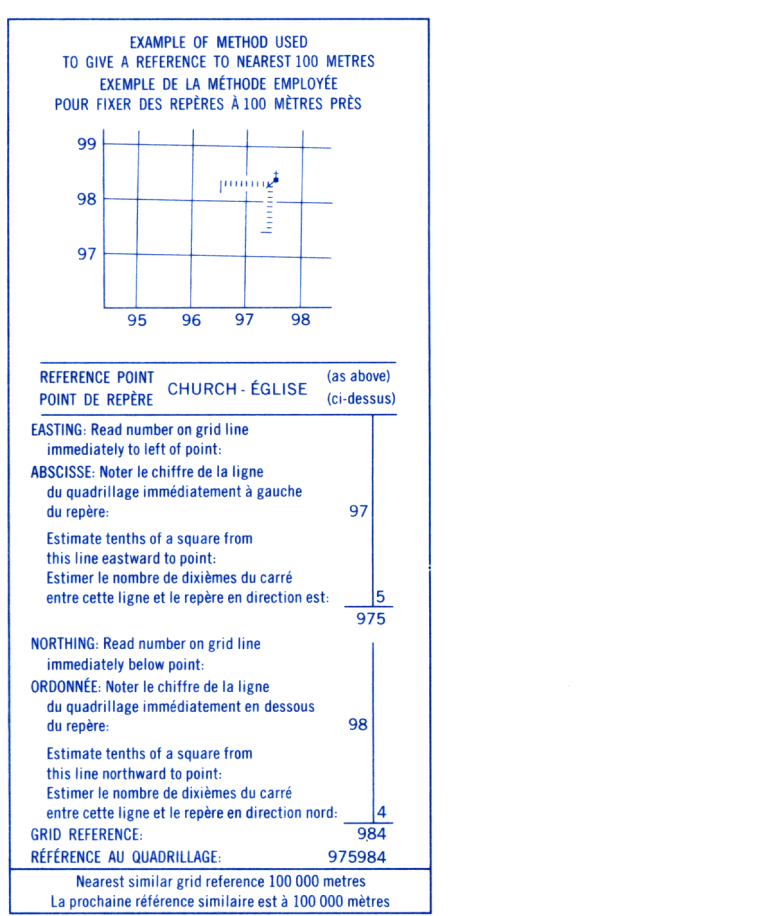 EXAMPLE OF METHOD USED
TO GIVE A REFERENCE TO NEAREST 100 METRES
EXEMPLE DE LA MÉTHODE EMPLOYÉE
POUR FIXER DES REPÈRES À 100 MÈTRES PRÈS
99
98
97
95 96 97 98
REFERENCE POINT CHURCH - ÉGLISE (as above)
POINT DE REPÈRE (ci-dessus)
EASTING: Read number on grid line
immediately to left of point:
ABSCISSE: Noter le chiffre de la ligne
du quadrillage immédiatement à gauche
du repère: 97
Estimate tenths of a square from
this line eastward to point:
Estimer le nombre de dixièmes du carré
entre cette ligne et le repère en direction est: 5
975
NORTHING: Read number on grid line
immediately below point:
ORDONNÉE: Noter le chiffre de la ligne
du quadrillage immédiatement en dessous
du repère: 98
Estimate tenths of a square from
this line northward to point:
Estimer le nombre de dixièmes du carré
entre cette ligne et le repère en direction nord: 4
GRID REFERENCE: 984
RÉFÉRENCE AU QUADRILLAGE: 975984
Nearest similar grid reference 100 000 metres
La prochaine référence similaire est à 100 000 mètres